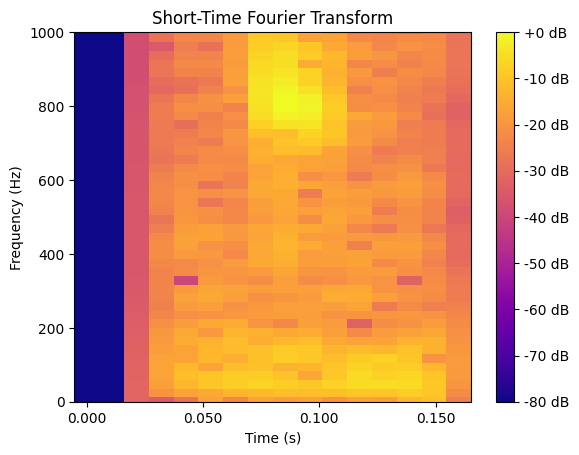 Short-Time Fourier Transform
1000
800
600
400
200
0
Frequency (Hz)
0.000
0.050
0.100
0.150
Time (s)
+0 dB
-10 dB
-20 dB
-30 dB
-40 dB
-50 dB
-60 dB
-70 dB
-80 dB